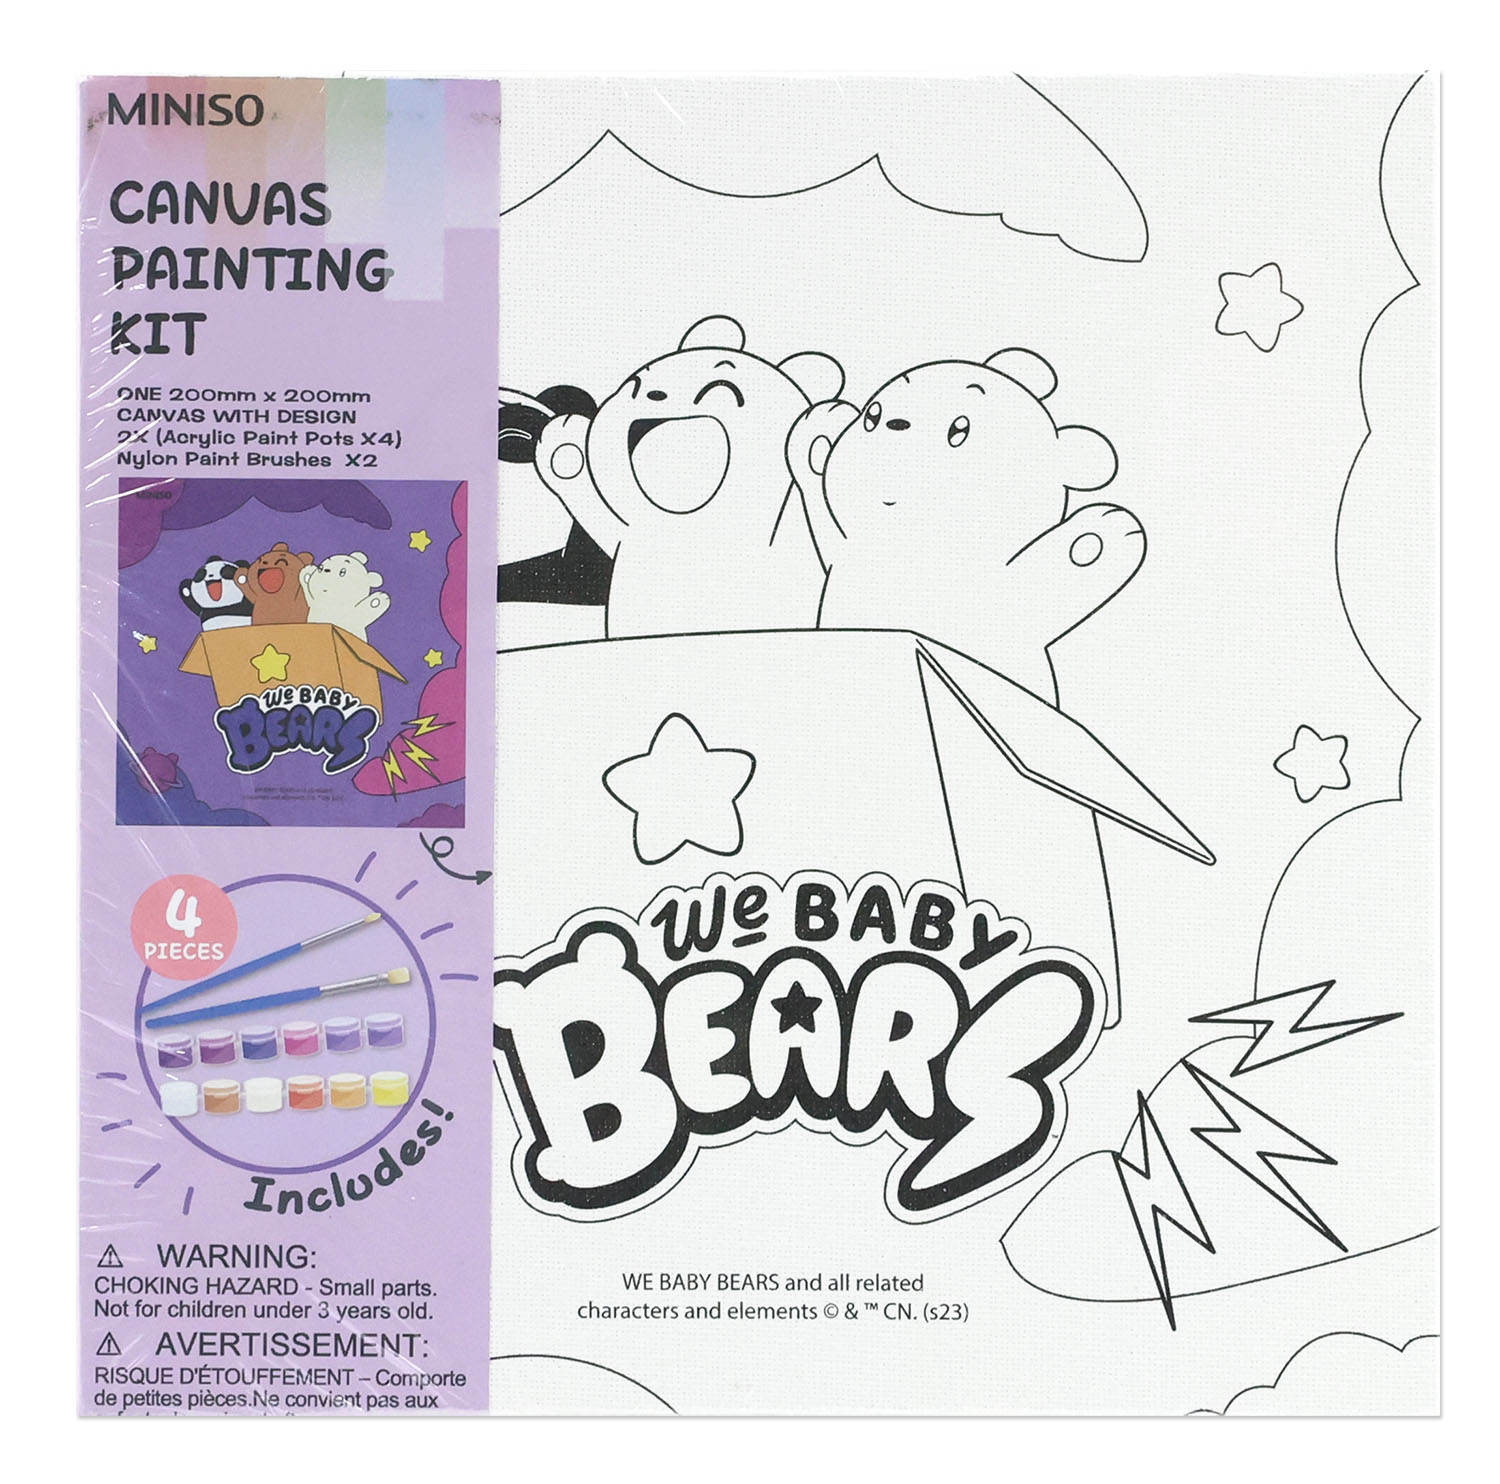 MINISO
CANVAS
PAINTING
KIT
ONE 200mm x 200mm
CANVAS WITH DESIGN
2X (Acrylic Paint Pots X4)
Nylon Paint Brushes X2
MINISO
We BABY
BEARS
4
PIECES
Includes!
⚠ WARNING:
CHOKING HAZARD - Small parts.
Not for children under 3 years old.
⚠ AVERTISSEMENT:
RISQUE D'ÉTOUFFEMENT – Comporte
de petites pièces.Ne convient pas aux
We BABY
BEARS
™
WE BABY BEARS and all related
characters and elements © & ™ CN. (s23)